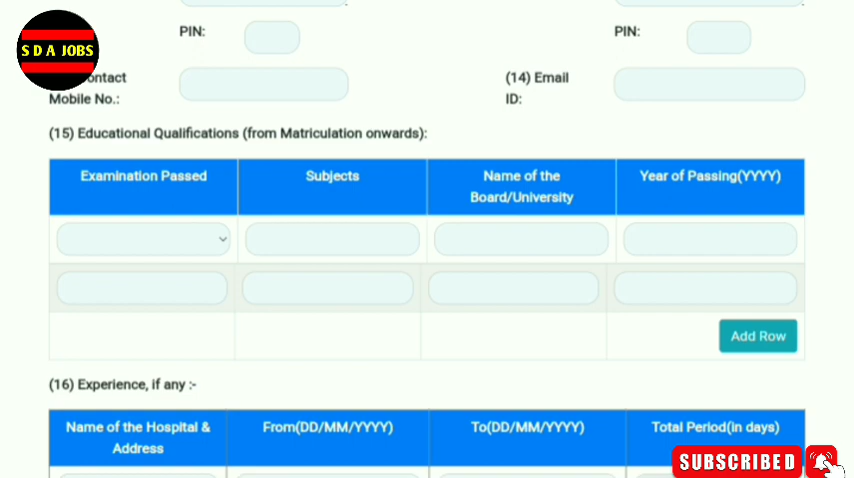 PIN:
PIN:
S D A JOBS
ontact
Mobile No.:
(14) Email
ID:
(15) Educational Qualifications (from Matriculation onwards):
Examination Passed
Subjects
Name of the
Board/University
Year of Passing(YYYY)
Add Row
(16) Experience, if any :-
Name of the Hospital &
Address
From(DD/MM/YYYY)
To(DD/MM/YYYY)
Total Period(in days)
SUBSCRIBED